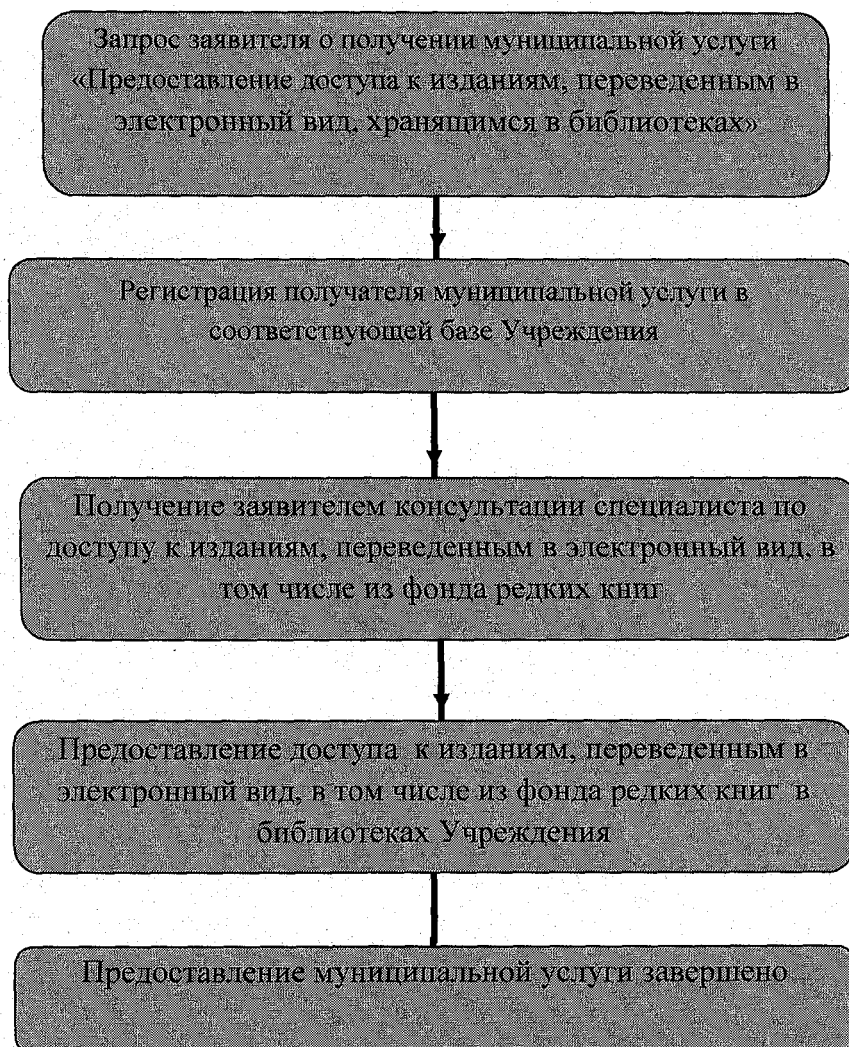 Запрос заявителя о получении муниципальной услуги
«Предоставление доступа к изданиям, переведенным в
электронный вид, хранящимся в библиотеках»
Регистрация получателя муниципальной услуги в
соответствующей базе Учреждения
Получение заявителем консультации специалиста по
доступу к изданиям, переведенным в электронный вид, в
том числе из фонда редких книг
Предоставление доступа к изданиям, переведенным в
электронный вид, в том числе из фонда редких книг в
библиотеках Учреждения
Предоставление муниципальной услуги завершено